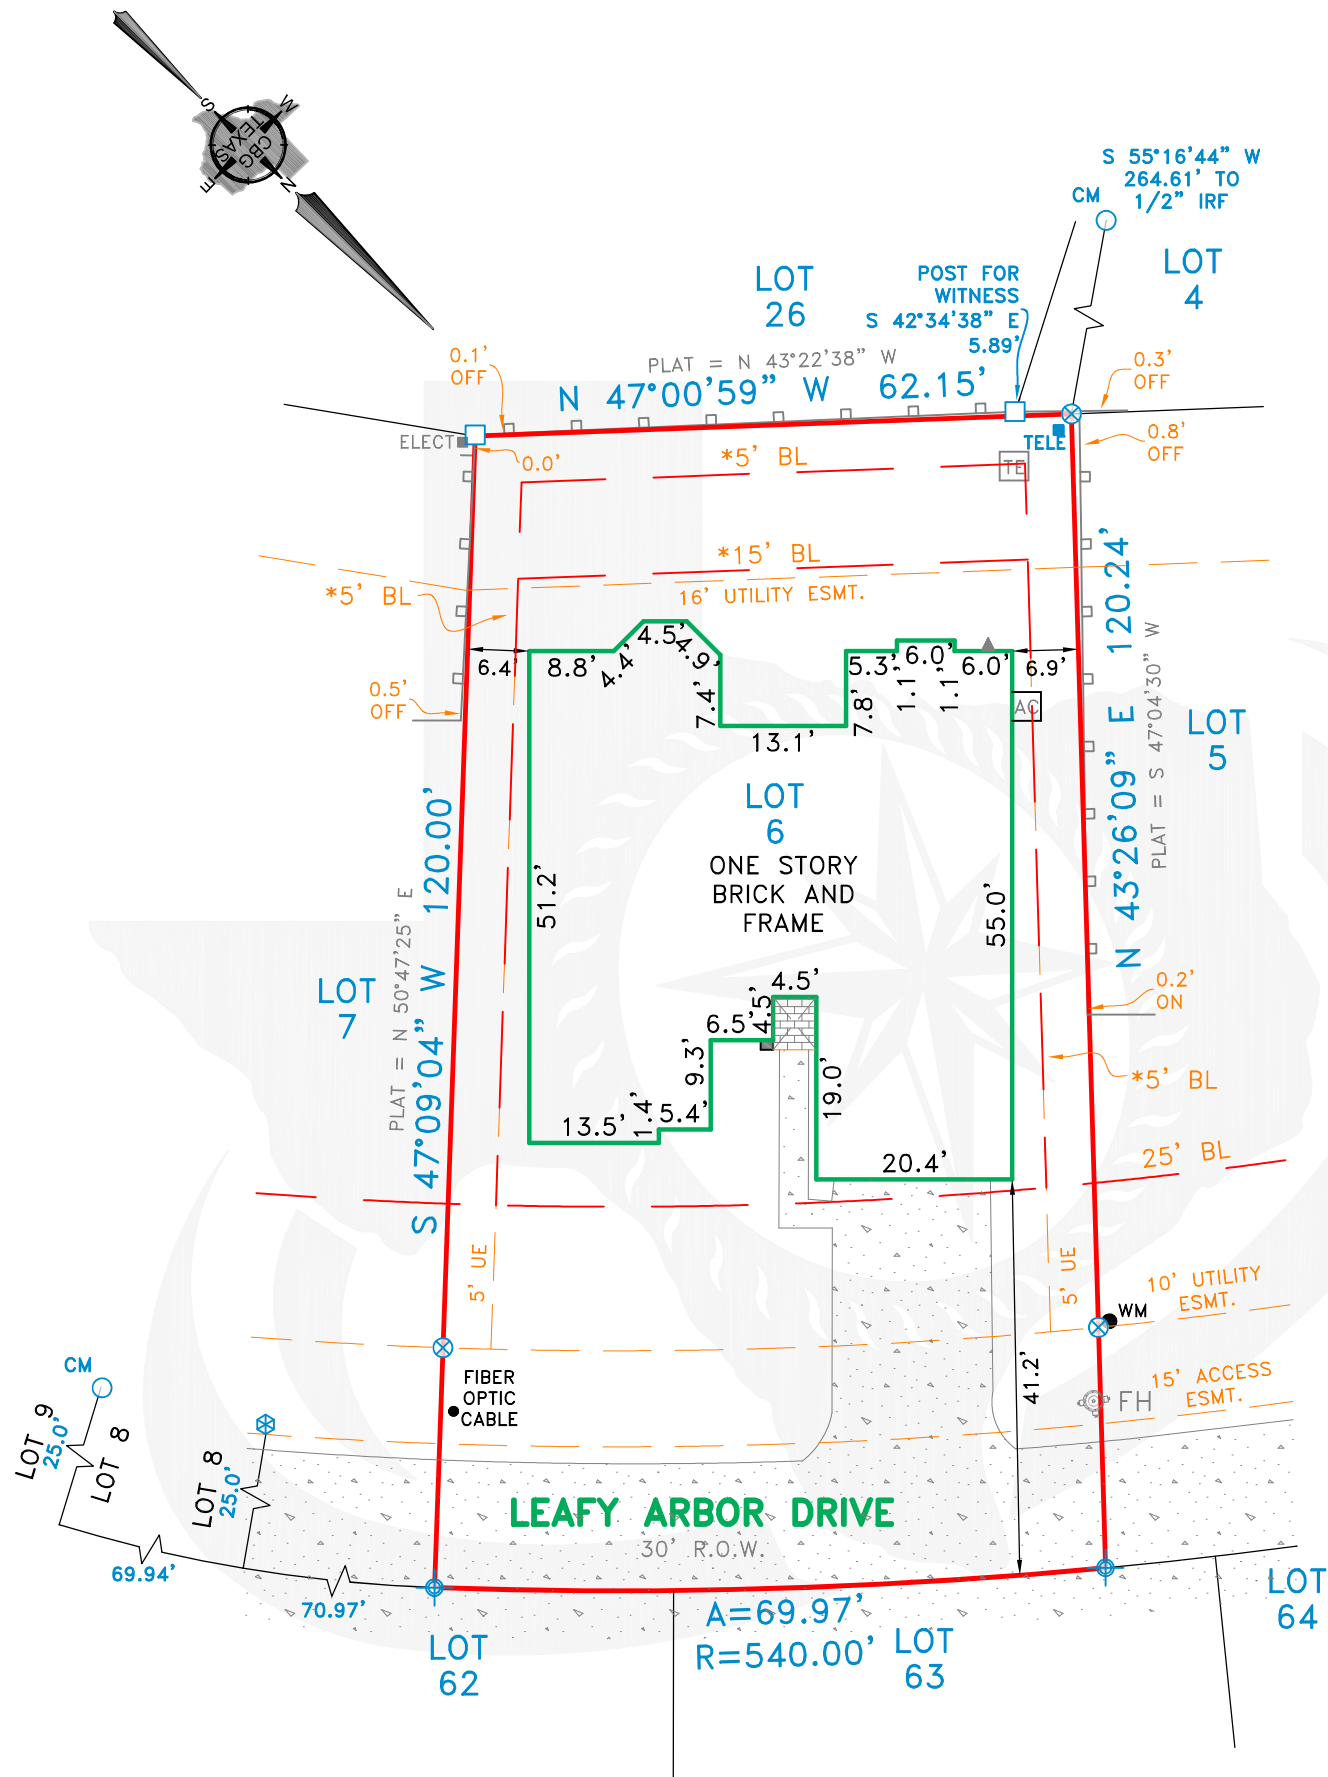 S
W
CBG
TEXAS
E
N
S 55°16'44" W
264.61' TO
1/2" IRF
CM
LOT
4
LOT
26
POST FOR
WITNESS
S 42°34'38" E
5.89'
0.1'
OFF
PLAT = N 43°22'38" W
N 47°00'59" W 62.15'
0.3'
OFF
ELECT
0.0'
TELE
0.8'
OFF
*5' BL
TE
*15' BL
*5' BL
16' UTILITY ESMT.
6.4'
8.8'
4.4'
4.5'
4.9'
7.4'
13.1'
7.8'
5.3'
1.1'
6.0'
1.1'
6.0'
6.9'
AC
0.5'
OFF
N 43°26'09" E 120.24'
PLAT = S 47°04'30" W
LOT
5
S 47°09'04" W 120.00'
PLAT = N 50°47'25" E
LOT
7
LOT
6
ONE STORY
BRICK AND
FRAME
51.2'
55.0'
4.5'
4.5'
6.5'
9.3'
19.0'
13.5'
1.4'
5.4'
20.4'
0.2'
ON
*5' BL
25' BL
5' UE
5' UE
10' UTILITY
ESMT.
WM
15' ACCESS
ESMT.
FH
41.2'
FIBER
OPTIC
CABLE
CM
LOT 9
25.0'
LOT 8
LOT 8
25.0'
69.94'
70.97'
LEAFY ARBOR DRIVE
30' R.O.W.
A=69.97'
R=540.00'
LOT
62
LOT
63
LOT
64